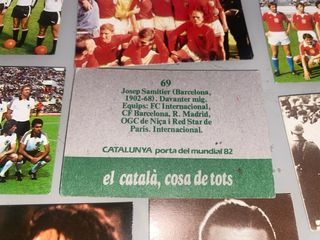 69
Josep Samitier (Barcelona,
1902-68). Davanter mig.
Equips: FC Internacional,
CF Barcelona, R. Madrid,
OGC de Niça i Red Star de
París. Internacional.
CATALUNYA porta del mundial 82
el català, cosa de tots